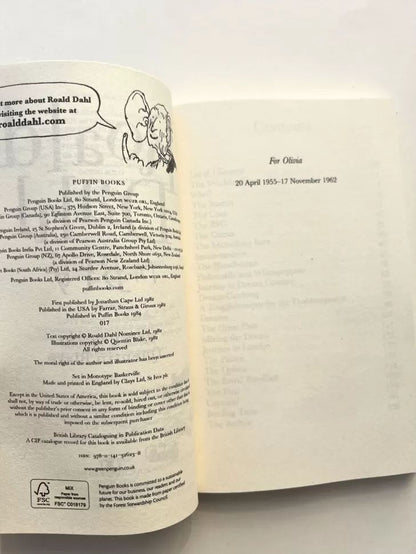 t more about Roald Dahl
visiting the website at
roalddahl.com
PUFFIN BOOKS
Published by the Penguin Group
Penguin Books Ltd, 80 Strand, London WC2R 0RL, England
Penguin Group (USA) Inc., 375 Hudson Street, New York, New York 10014, USA
Group (Canada), 90 Eglinton Avenue East, Suite 700, Toronto, Ontario, Canada
(a division of Pearson Penguin Canada Inc.)
Penguin Ireland, 25 St Stephen's Green, Dublin 2, Ireland (a division of Penguin
Group (Australia), 250 Camberwell Road, Camberwell, Victoria
(a division of Pearson Australia Group Pty Ltd)
Books India Pvt Ltd, 11 Community Centre, Panchsheel Park, New Delhi
Group (NZ), 67 Apollo Drive, Rosedale, North Shore
(a division of Pearson New Zealand Ltd)
Books (South Africa) (Pty) Ltd, 24 Sturdee Avenue, Rosebank, Johannesburg
Penguin Books Ltd, Registered Offices: 80 Strand, London WC2R 0RL, England
puffinbooks.com
First published by Jonathan Cape Ltd 1982
Published in the USA by Farrar, Straus & Giroux 1982
Published in Puffin Books 1984
017
Text copyright © Roald Dahl Nominee Ltd, 1982
Illustrations copyright © Quentin Blake, 1982
All rights reserved
The moral right of the author and illustrator has been asserted
Set in Monotype Baskerville
Made and printed in England by Clays Ltd, St Ives plc
Except in the United States of America, this book is sold subject to the condition
shall not, by way of trade or otherwise, be lent, re-sold, hired out, or otherwise
without the publisher's prior consent in any form of binding or cover other than
which it is published and without a similar condition including this condition being
imposed on the subsequent purchaser
British Library Cataloguing in Publication Data
A CIP catalogue record for this book is available from the British Library
ISBN: 978-0-141-
www.greenpenguin.co.uk
FSC
MIX
Paper from
responsible sources
FSC® C018179
Penguin Books is committed to a sustainable
future for our business, our readers and our
planet. This book is made from paper certified
by the Forest Stewardship Council.
For Olivia
20 April 1955–17 November 1962